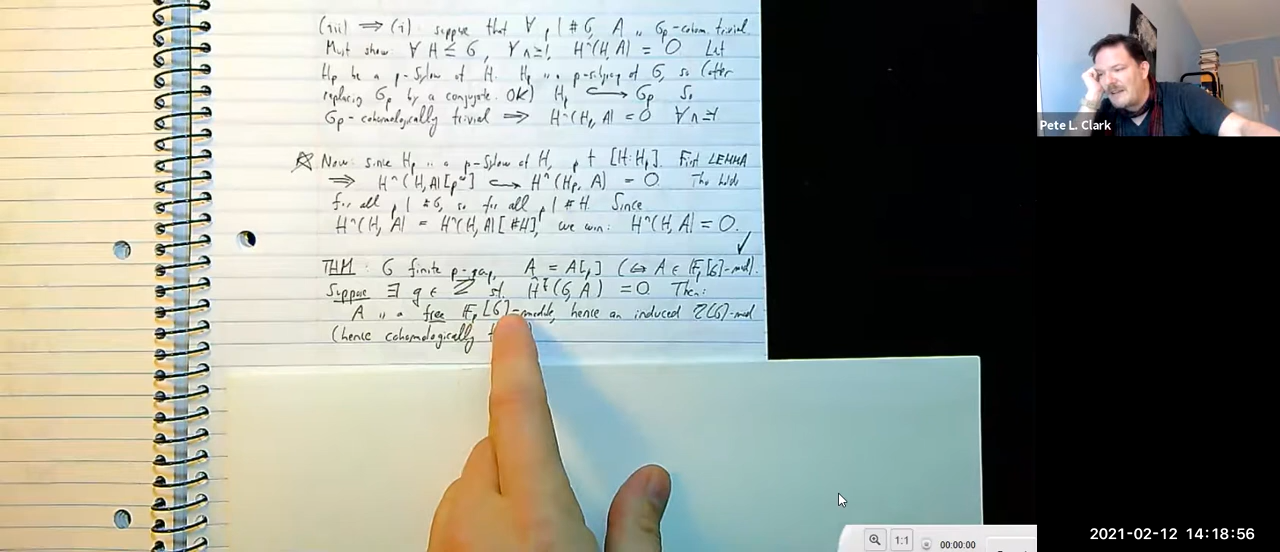 (iii) ⟹ (i) : suppose that ∀ p | #G, A is Gp-cohom. trivial.
Must show: ∀ H ≤ G, ∀ n ≥ 1, H^n(H, A) = 0. Let
Hp be a p-Sylow of H. Hp is a p-subgp of G, so (after
replacing Gp by a conjugate. OK) Hp ↪ Gp. So
Gp-cohomologically trivial ⟹ H^n(Hp, A) = 0 ∀ n ≥ 1
☆ Now: since Hp is a p-Sylow of H, p ∤ [H:Hp]. First LEMMA
⟹ H^n(H, A)[p^∞] ↪ H^n(Hp, A) = 0. This holds
for all p | #G, so for all p | #H. Since
H^n(H, A) = H^n(H, A)[#H], we win: H^n(H, A) = 0. ✓
THM: G finite p-group, A = A[p] (⇔ A ∈ 𝔽p[G]-mod).
Suppose ∃ q ∈ ℤ st. Ĥ^q(G, A) = 0. Then:
A is a free 𝔽p[G]-module, hence an induced ℤ[G]-mod
(hence cohomologically
Pete L. Clark
1:1
00:00:00
2021-02-12 14:18:56